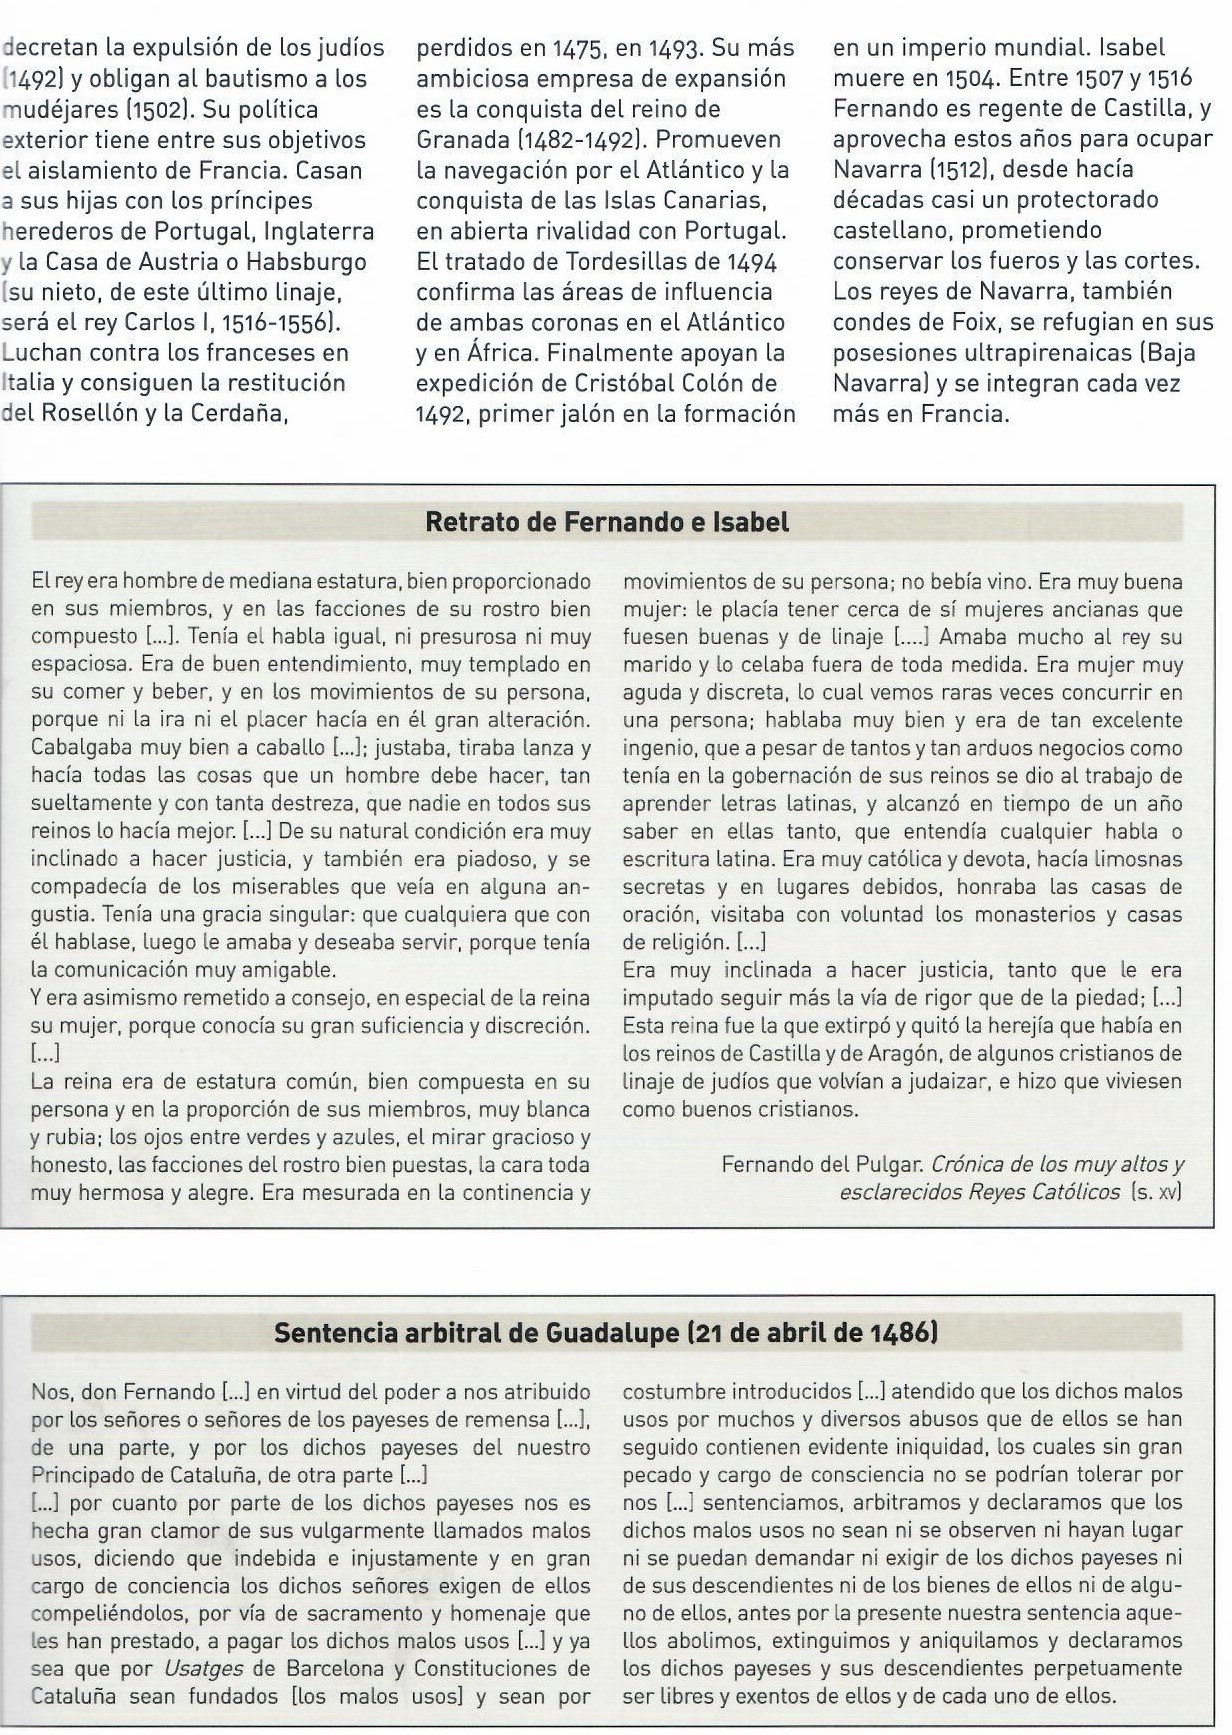 decretan la expulsión de los judíos
(1492) y obligan al bautismo a los
mudéjares (1502). Su política
exterior tiene entre sus objetivos
el aislamiento de Francia. Casan
a sus hijas con los príncipes
herederos de Portugal, Inglaterra
y la Casa de Austria o Habsburgo
(su nieto, de este último linaje,
será el rey Carlos I, 1516-1556).
Luchan contra los franceses en
Italia y consiguen la restitución
del Rosellón y la Cerdaña,
perdidos en 1475, en 1493. Su más
ambiciosa empresa de expansión
es la conquista del reino de
Granada (1482-1492). Promueven
la navegación por el Atlántico y la
conquista de las Islas Canarias,
en abierta rivalidad con Portugal.
El tratado de Tordesillas de 1494
confirma las áreas de influencia
de ambas coronas en el Atlántico
y en África. Finalmente apoyan la
expedición de Cristóbal Colón de
1492, primer jalón en la formación
en un imperio mundial. Isabel
muere en 1504. Entre 1507 y 1516
Fernando es regente de Castilla, y
aprovecha estos años para ocupar
Navarra (1512), desde hacía
décadas casi un protectorado
castellano, prometiendo
conservar los fueros y las cortes.
Los reyes de Navarra, también
condes de Foix, se refugian en sus
posesiones ultrapirenaicas (Baja
Navarra) y se integran cada vez
más en Francia.
Retrato de Fernando e Isabel
El rey era hombre de mediana estatura, bien proporcionado
en sus miembros, y en las facciones de su rostro bien
compuesto [...]. Tenía el habla igual, ni presurosa ni muy
espaciosa. Era de buen entendimiento, muy templado en
su comer y beber, y en los movimientos de su persona,
porque ni la ira ni el placer hacía en él gran alteración.
Cabalgaba muy bien a caballo [...]; justaba, tiraba lanza y
hacía todas las cosas que un hombre debe hacer, tan
sueltamente y con tanta destreza, que nadie en todos sus
reinos lo hacía mejor. [...] De su natural condición era muy
inclinado a hacer justicia, y también era piadoso, y se
compadecía de los miserables que veía en alguna an-
gustia. Tenía una gracia singular: que cualquiera que con
él hablase, luego le amaba y deseaba servir, porque tenía
la comunicación muy amigable.
Y era asimismo remetido a consejo, en especial de la reina
su mujer, porque conocía su gran suficiencia y discreción.
[...]
La reina era de estatura común, bien compuesta en su
persona y en la proporción de sus miembros, muy blanca
y rubia; los ojos entre verdes y azules, el mirar gracioso y
honesto, las facciones del rostro bien puestas, la cara toda
muy hermosa y alegre. Era mesurada en la continencia y
movimientos de su persona; no bebía vino. Era muy buena
mujer: le placía tener cerca de sí mujeres ancianas que
fuesen buenas y de linaje [....] Amaba mucho al rey su
marido y lo celaba fuera de toda medida. Era mujer muy
aguda y discreta, lo cual vemos raras veces concurrir en
una persona; hablaba muy bien y era de tan excelente
ingenio, que a pesar de tantos y tan arduos negocios como
tenía en la gobernación de sus reinos se dio al trabajo de
aprender letras latinas, y alcanzó en tiempo de un año
saber en ellas tanto, que entendía cualquier habla o
escritura latina. Era muy católica y devota, hacía limosnas
secretas y en lugares debidos, honraba las casas de
oración, visitaba con voluntad los monasterios y casas
de religión. [...]
Era muy inclinada a hacer justicia, tanto que le era
imputado seguir más la vía de rigor que de la piedad; [...]
Esta reina fue la que extirpó y quitó la herejía que había en
los reinos de Castilla y de Aragón, de algunos cristianos de
linaje de judíos que volvían a judaizar, e hizo que viviesen
como buenos cristianos.
Fernando del Pulgar. Crónica de los muy altos y
esclarecidos Reyes Católicos (s. XV)
Sentencia arbitral de Guadalupe (21 de abril de 1486)
Nos, don Fernando [...] en virtud del poder a nos atribuido
por los señores o señores de los payeses de remensa [...],
de una parte, y por los dichos payeses del nuestro
Principado de Cataluña, de otra parte [...]
[...] por cuanto por parte de los dichos payeses nos es
hecha gran clamor de sus vulgarmente llamados malos
usos, diciendo que indebida e injustamente y en gran
cargo de conciencia los dichos señores exigen de ellos
compeliéndolos, por vía de sacramento y homenaje que
les han prestado, a pagar los dichos malos usos [...] y ya
sea que por Usatges de Barcelona y Constituciones de
Cataluña sean fundados [los malos usos] y sean por
costumbre introducidos [...] atendido que los dichos malos
usos por muchos y diversos abusos que de ellos se han
seguido contienen evidente iniquidad, los cuales sin gran
pecado y cargo de consciencia no se podrían tolerar por
nos [...] sentenciamos, arbitramos y declaramos que los
dichos malos usos no sean ni se observen ni hayan lugar
ni se puedan demandar ni exigir de los dichos payeses ni
de sus descendientes ni de los bienes de ellos ni de algu-
no de ellos, antes por la presente nuestra sentencia aque-
llos abolimos, extinguimos y aniquilamos y declaramos
los dichos payeses y sus descendientes perpetuamente
ser libres y exentos de ellos y de cada uno de ellos.